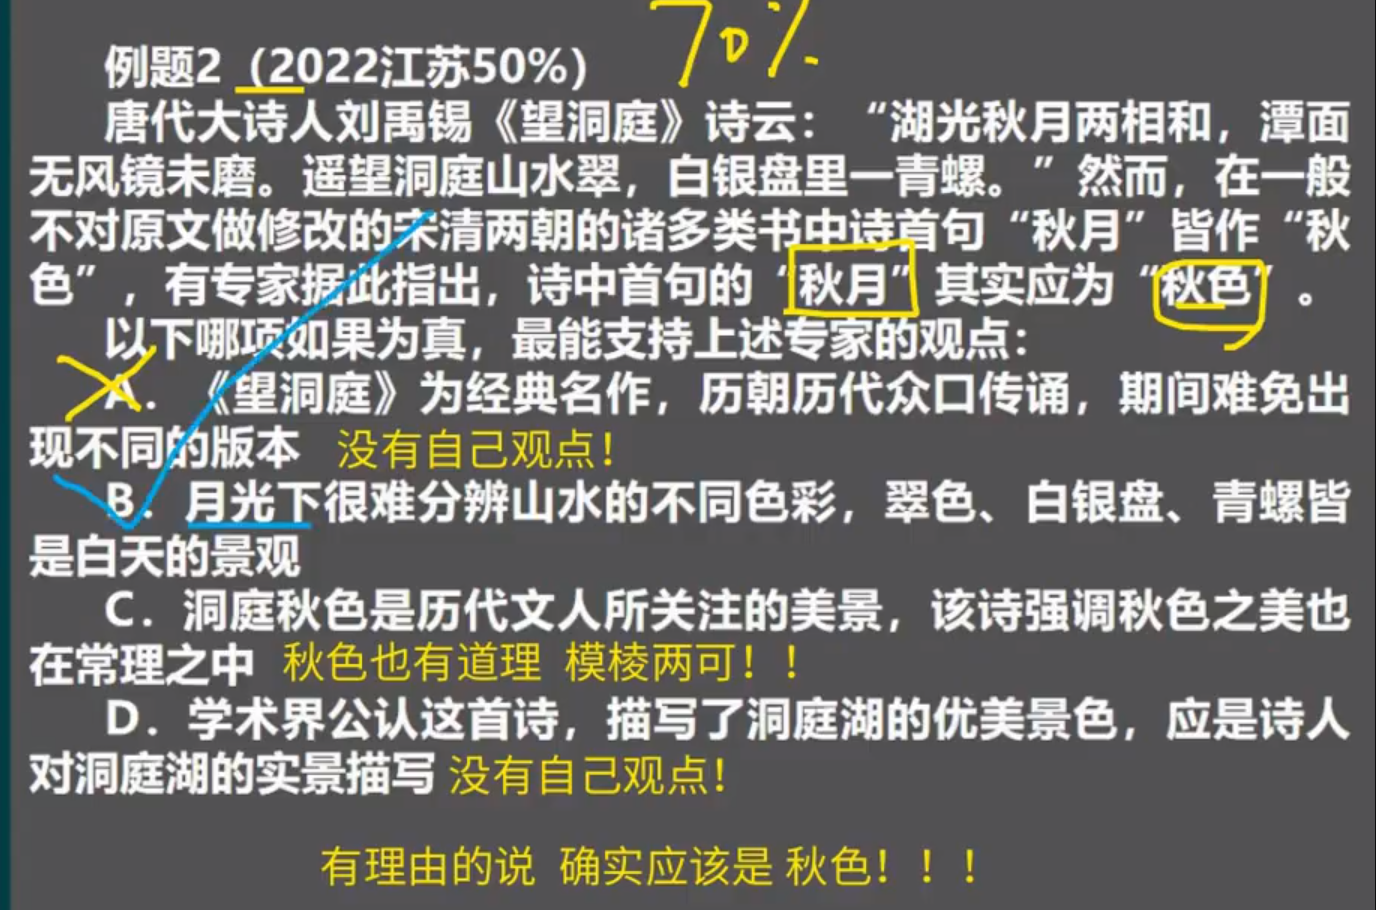 70%
例题2（2022江苏50%）
唐代大诗人刘禹锡《望洞庭》诗云：“湖光秋月两相和，潭面
无风镜未磨。遥望洞庭山水翠，白银盘里一青螺。”然而，在一般
不对原文做修改的宋清两朝的诸多类书中诗首句“秋月”皆作“秋
色”，有专家据此指出，诗中首句的“秋月”其实应为“秋色”。
以下哪项如果为真，最能支持上述专家的观点：
A．《望洞庭》为经典名作，历朝历代众口传诵，期间难免出
现不同的版本 没有自己观点！
B．月光下很难分辨山水的不同色彩，翠色、白银盘、青螺皆
是白天的景观
C．洞庭秋色是历代文人所关注的美景，该诗强调秋色之美也
在常理之中 秋色也有道理 模棱两可！！
D．学术界公认这首诗，描写了洞庭湖的优美景色，应是诗人
对洞庭湖的实景描写 没有自己观点！
有理由的说 确实应该是 秋色！！！